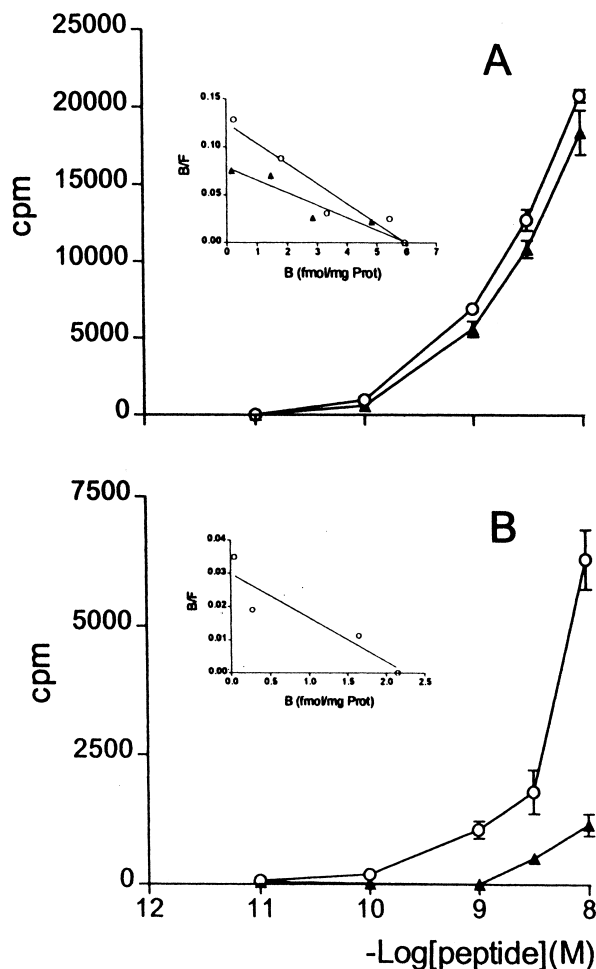 25000
A
20000
15000
10000
5000
0
cpm
0.15
0.10
0.05
0.00
B/F
0 1 2 3 4 5 6 7
B (fmol/mg Prot)
7500
B
5000
2500
0
cpm
0.04
0.03
0.02
0.01
0.00
B/F
0.0 0.5 1.0 1.5 2.0 2.5
B (fmol/mg Prot)
12 11 10 9 8
-Log[peptide](M)